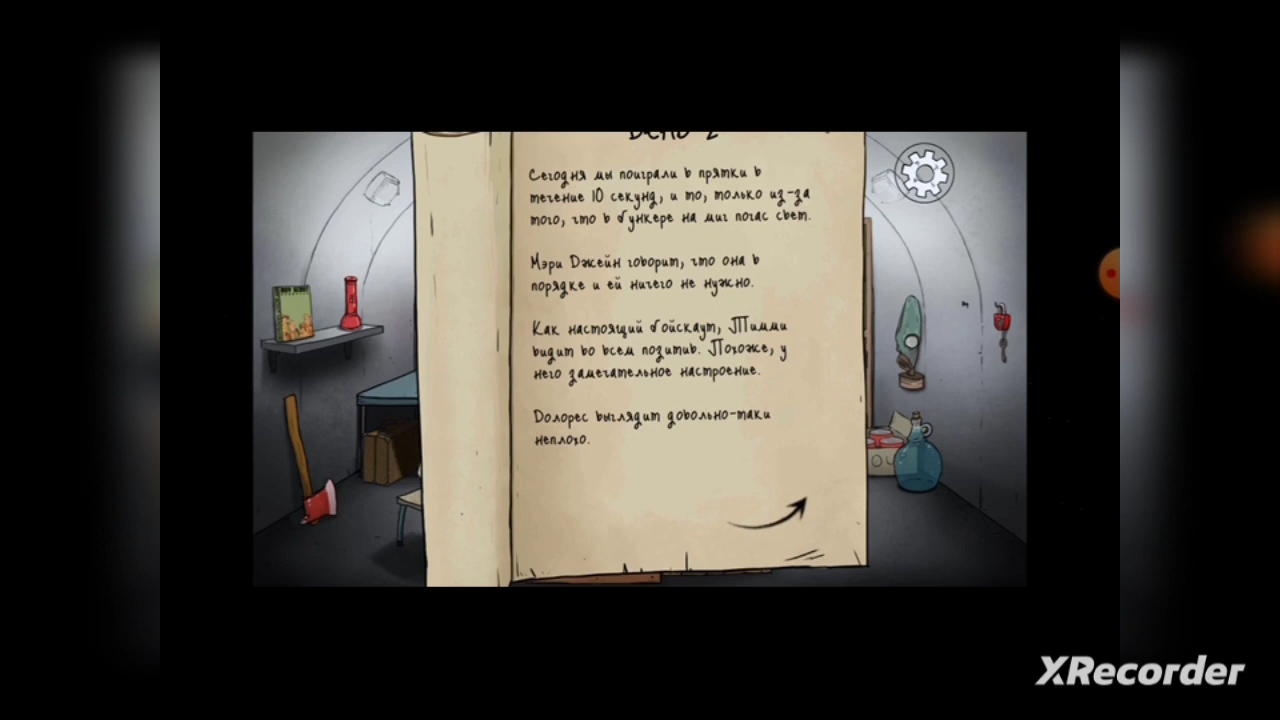 День 2
Сегодня мы поиграли в прятки в
течение 10 секунд, и то, только из-за
того, что в бункере на миг погас свет.
Мэри Джейн говорит, что она в
порядке и ей ничего не нужно.
Как настоящий бойскаут, Тимми
видит во всем позитив. Похоже, у
него замечательное настроение.
Долорес выглядит довольно-таки
неплохо.
XRecorder